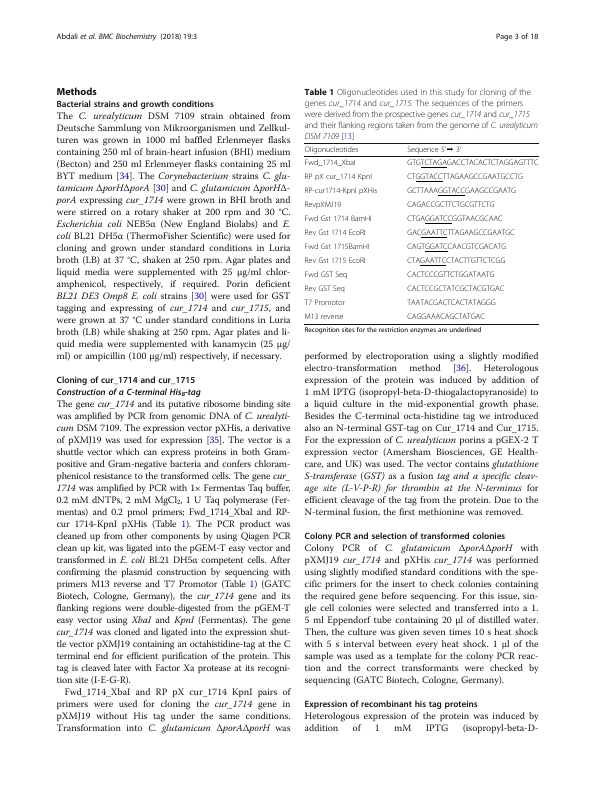 Abdali et al. BMC Biochemistry (2018) 19:3
Page 3 of 18
Methods
Bacterial strains and growth conditions
The C. urealyticum DSM 7109 strain obtained from
Deutsche Sammlung von Mikroorganismen und Zellkul-
turen was grown in 1000 ml baffled Erlenmeyer flasks
containing 250 ml of brain-heart infusion (BHI) medium
(Becton) and 250 ml Erlenmeyer flasks containing 25 ml
BYT medium [34]. The Corynebacterium strains C. glu-
tamicum ΔporHΔporA [30] and C. glutamicum ΔporHΔ-
porA expressing cur_1714 were grown in BHI broth and
were stirred on a rotary shaker at 200 rpm and 30 °C.
Escherichia coli NEB5α (New England Biolabs) and E.
coli BL21 DH5α (ThermoFisher Scientific) were used for
cloning and grown under standard conditions in Luria
broth (LB) at 37 °C, shaken at 250 rpm. Agar plates and
liquid media were supplemented with 25 μg/ml chlor-
amphenicol, respectively, if required. Porin deficient
BL21 DE3 Omp8 E. coli strains [30] were used for GST
tagging and expressing of cur_1714 and cur_1715, and
were grown at 37 °C under standard conditions in Luria
broth (LB) while shaking at 250 rpm. Agar plates and li-
quid media were supplemented with kanamycin (25 μg/
ml) or ampicillin (100 μg/ml) respectively, if necessary.
Cloning of cur_1714 and cur_1715
Construction of a C-terminal His8-tag
The gene cur_1714 and its putative ribosome binding site
was amplified by PCR from genomic DNA of C. urealyti-
cum DSM 7109. The expression vector pXHis, a derivative
of pXMJ19 was used for expression [35]. The vector is a
shuttle vector which can express proteins in both Gram-
positive and Gram-negative bacteria and confers chloram-
phenicol resistance to the transformed cells. The gene cur_
1714 was amplified by PCR with 1× Fermentas Taq buffer,
0.2 mM dNTPs, 2 mM MgCl2, 1 U Taq polymerase (Fer-
mentas) and 0.2 pmol primers; Fwd_1714_XbaI and RP-
cur 1714-KpnI pXHis (Table 1). The PCR product was
cleaned up from other components by using Qiagen PCR
clean up kit, was ligated into the pGEM-T easy vector and
transformed in E. coli BL21 DH5α competent cells. After
confirming the plasmid construction by sequencing with
primers M13 reverse and T7 Promotor (Table 1) (GATC
Biotech, Cologne, Germany), the cur_1714 gene and its
flanking regions were double-digested from the pGEM-T
easy vector using XbaI and KpnI (Fermentas). The gene
cur_1714 was cloned and ligated into the expression shut-
tle vector pXMJ19 containing an octahistidine-tag at the C
terminal end for efficient purification of the protein. This
tag is cleaved later with Factor Xa protease at its recogni-
tion site (I-E-G-R).
Fwd_1714_XbaI and RP pX cur_1714 KpnI pairs of
primers were used for cloning the cur_1714 gene in
pXMJ19 without His tag under the same conditions.
Transformation into C. glutamicum ΔporAΔporH was
Table 1 Oligonucleotides used in this study for cloning of the
genes cur_1714 and cur_1715. The sequences of the primers
were derived from the prospective genes cur_1714 and cur_1715
and their flanking regions taken from the genome of C. urealyticum
DSM 7109 [13]
Oligonucleotides Sequence 5'➡ 3'
Fwd_1714_XbaI GTGTCTAGAGACCTACACTCTAGGAGTTTC
RP pX cur_1714 KpnI CTGGTACCTTAGAAGCCGAATGCCTG
RP-cur1714-KpnI pXHis GCTTAAAGGTACCGAAGCCGAATG
RevpXMJ19 CAGACCGCTTCTGCGTTCTG
Fwd Gst 1714 BamHI CTGAGGATCCGGTAACGCAAC
Rev Gst 1714 EcoRI GACGAATTCTTAGAAGCCGAATGC
Fwd Gst 1715BamHI CAGTGGATCCAACGTCGACATG
Rev Gst 1715 EcoRI CTAGAATTCCTACTTGTTCTCGG
Fwd GST Seq CACTCCCGTTCTGGATAATG
Rev GST Seq CACTCCGCTATCGCTACGTGAC
T7 Promotor TAATACGACTCACTATAGGG
M13 reverse CAGGAAACAGCTATGAC
Recognition sites for the restriction enzymes are underlined
performed by electroporation using a slightly modified
electro-transformation method [36]. Heterologous
expression of the protein was induced by addition of
1 mM IPTG (isopropyl-beta-D-thiogalactopyranoside) to
a liquid culture in the mid-exponential growth phase.
Besides the C-terminal octa-histidine tag we introduced
also an N-terminal GST-tag on Cur_1714 and Cur_1715.
For the expression of C. urealyticum porins a pGEX-2 T
expression vector (Amersham Biosciences, GE Health-
care, and UK) was used. The vector contains glutathione
S-transferase (GST) as a fusion tag and a specific cleav-
age site (L-V-P-R) for thrombin at the N-terminus for
efficient cleavage of the tag from the protein. Due to the
N-terminal fusion, the first methionine was removed.
Colony PCR and selection of transformed colonies
Colony PCR of C. glutamicum ΔporAΔporH with
pXMJ19 cur_1714 and pXHis cur_1714 was performed
using slightly modified standard conditions with the spe-
cific primers for the insert to check colonies containing
the required gene before sequencing. For this issue, sin-
gle cell colonies were selected and transferred into a 1.
5 ml Eppendorf tube containing 20 μl of distilled water.
Then, the culture was given seven times 10 s heat shock
with 5 s interval between every heat shock. 1 μl of the
sample was used as a template for the colony PCR reac-
tion and the correct transformants were checked by
sequencing (GATC Biotech, Cologne, Germany).
Expression of recombinant his tag proteins
Heterologous expression of the protein was induced by
addition of 1 mM IPTG (isopropyl-beta-D-